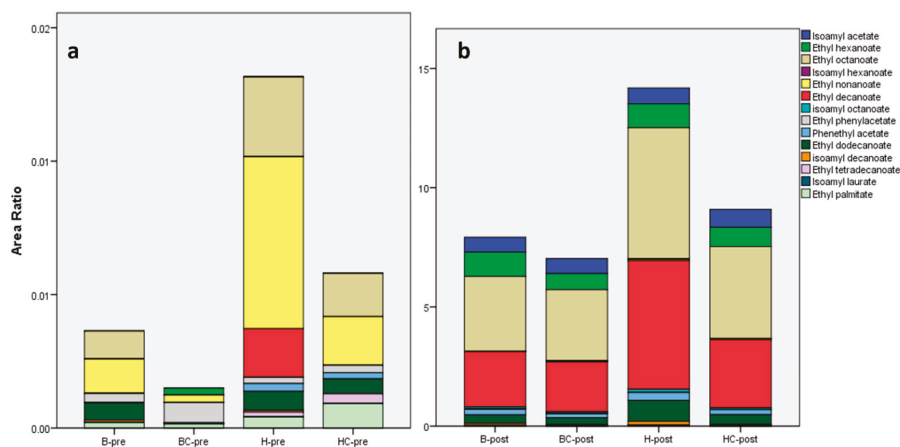 a
0.02
0.01
0.01
0.00
Area Ratio
B-pre
BC-pre
H-pre
HC-pre
b
15
10
5
0
B-post
BC-post
H-post
HC-post
Isoamyl acetate
Ethyl hexanoate
Ethyl octanoate
Isoamyl hexanoate
Ethyl nonanoate
Ethyl decanoate
isoamyl octanoate
Ethyl phenylacetate
Phenethyl acetate
Ethyl dodecanoate
isoamyl decanoate
Ethyl tetradecanoate
Isoamyl laurate
Ethyl palmitate